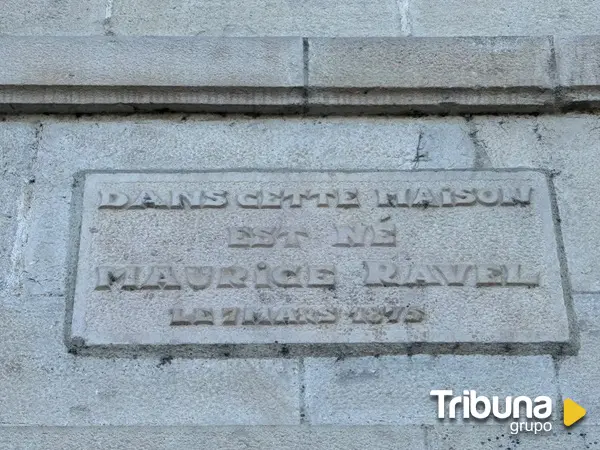 DANS CETTE MAISON
EST NÉ
MAURICE RAVEL
LE 7 MARS 1875
Tribuna
grupo